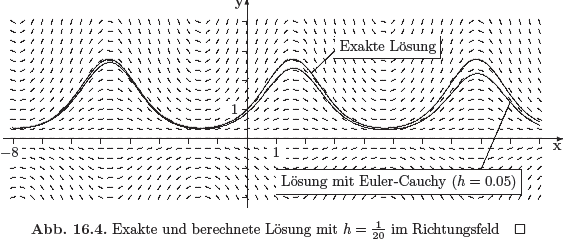 y
Exakte Lösung
1
−8
1
x
Lösung mit Euler-Cauchy (h = 0.05)
Abb. 16.4. Exakte und berechnete Lösung mit h = 1/20 im Richtungsfeld □